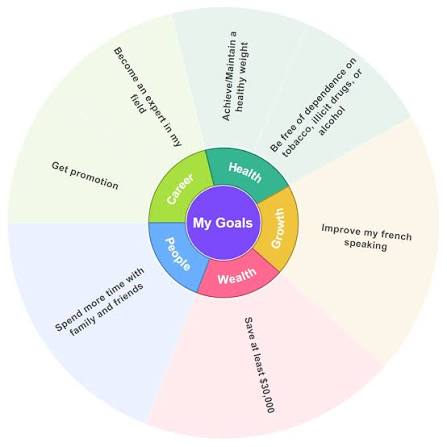 My Goals
Health
Achieve/Maintain a
healthy weight
Be free of dependence on
tobacco, illicit drugs, or
alcohol
Growth
Improve my french
speaking
Wealth
Save at least $30,000
People
Spend more time with
family and friends
Career
Get promotion
Become an expert in my
field